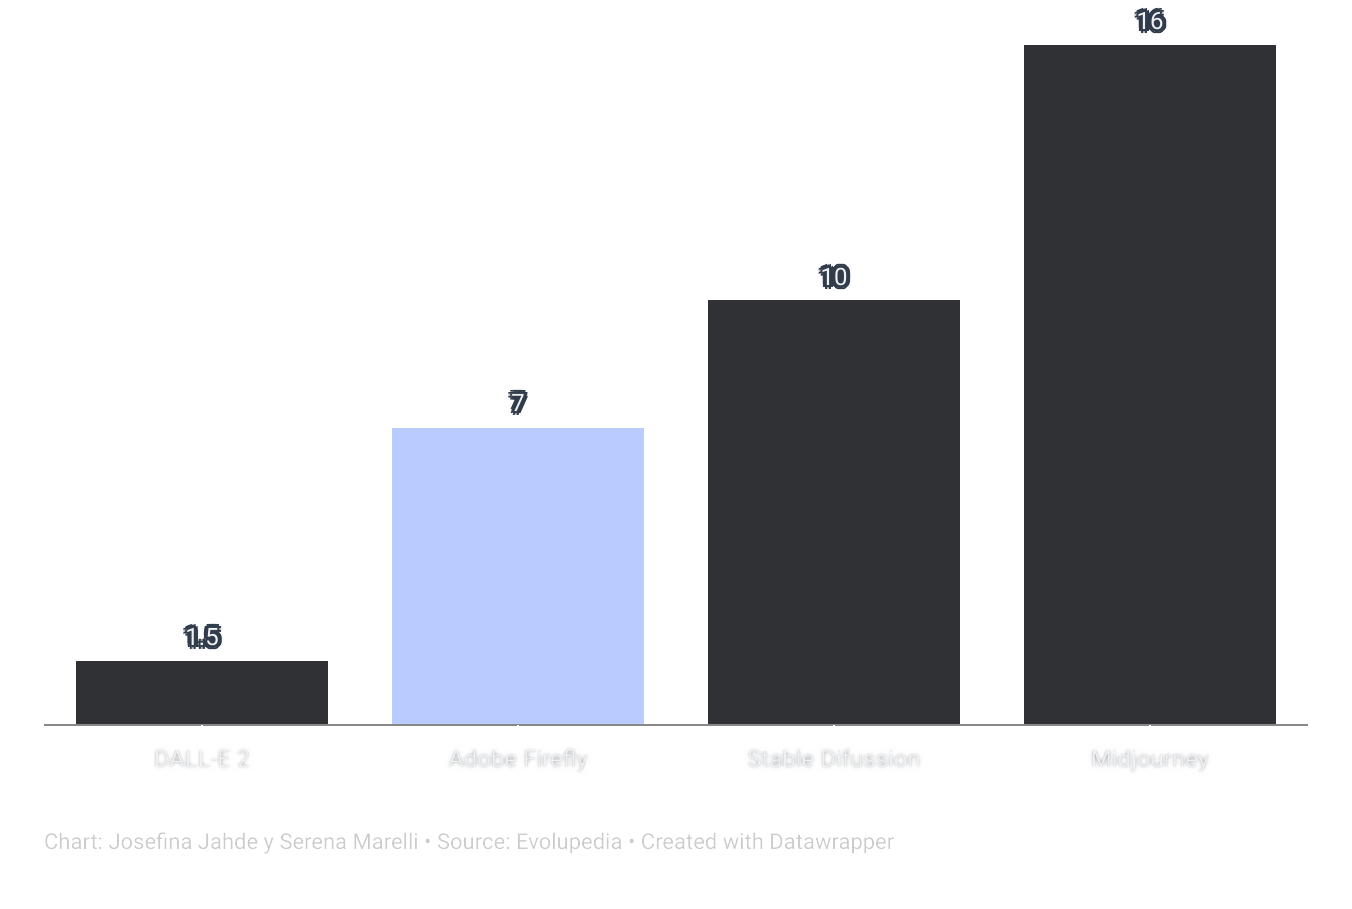 16
10
7
1.5
DALL-E 2 Adobe Firefly Stable Difussion Midjourney
Chart: Josefina Jahde y Serena Marelli • Source: Evolupedia • Created with Datawrapper